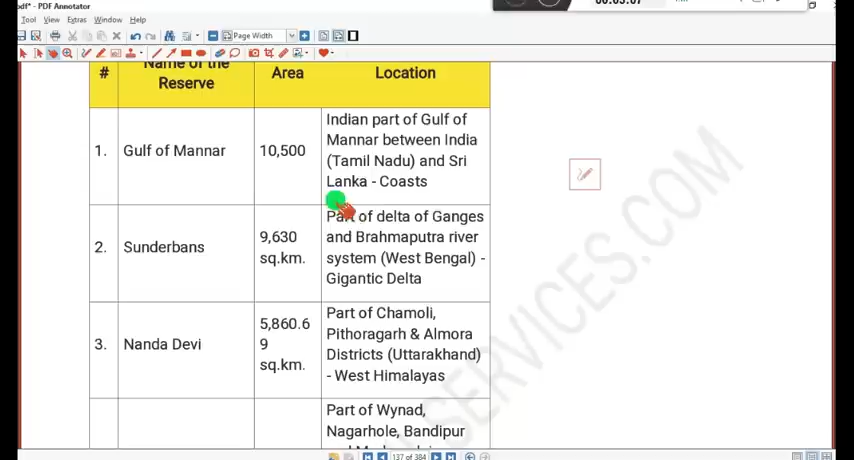 pdf* - PDF Annotator
Tool View Extras Window Help
Page Width
# Name of the Reserve Area Location
1. Gulf of Mannar 10,500 Indian part of Gulf of
Mannar between India
(Tamil Nadu) and Sri
Lanka - Coasts
2. Sunderbans 9,630
sq.km. Part of delta of Ganges
and Brahmaputra river
system (West Bengal) -
Gigantic Delta
3. Nanda Devi 5,860.6
9
sq.km. Part of Chamoli,
Pithoragarh & Almora
Districts (Uttarakhand)
- West Himalayas
Part of Wynad,
Nagarhole, Bandipur
SERVICES.COM
137 of 384